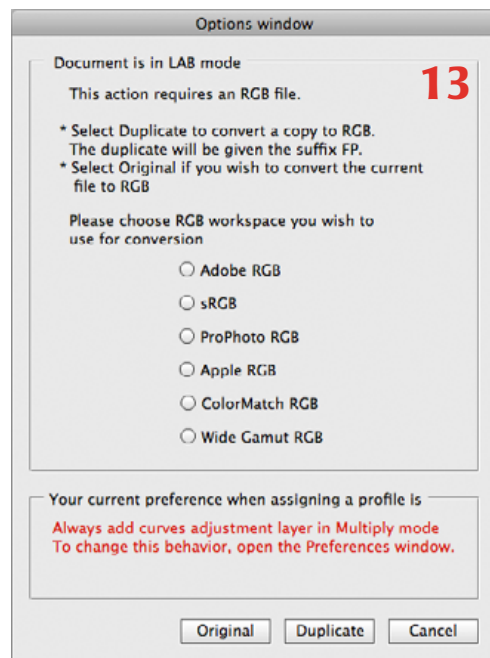 Options window
Document is in LAB mode
13
This action requires an RGB file.
* Select Duplicate to convert a copy to RGB.
The duplicate will be given the suffix FP.
* Select Original if you wish to convert the current
file to RGB
Please choose RGB workspace you wish to
use for conversion
Adobe RGB
sRGB
ProPhoto RGB
Apple RGB
ColorMatch RGB
Wide Gamut RGB
Your current preference when assigning a profile is
Always add curves adjustment layer in Multiply mode
To change this behavior, open the Preferences window.
Original
Duplicate
Cancel